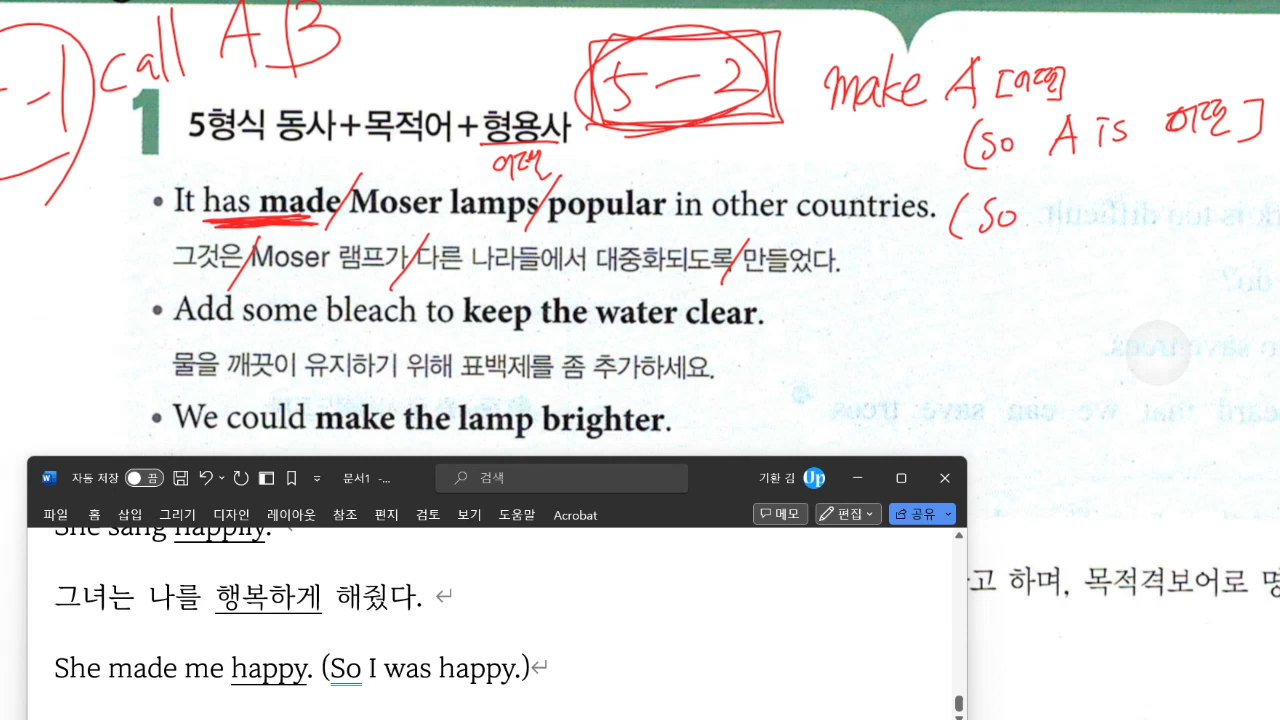 call A B
5-2
make A [어떤]
(so A is 어떤]
-1
1
5형식 동사+목적어+형용사
어떤
• It has made Moser lamps popular in other countries.
(so
그것은 Moser 램프가 다른 나라들에서 대중화되도록 만들었다.
• Add some bleach to keep the water clear.
물을 깨끗이 유지하기 위해 표백제를 좀 추가하세요.
• We could make the lamp brighter.
자동 저장 끔 문서1 -... 검색 기환 김
파일 홈 삽입 그리기 디자인 레이아웃 참조 편지 검토 보기 도움말 Acrobat 메모 편집 공유
She sang happily.
그녀는 나를 행복하게 해줬다.
고 하며, 목적격보어로 명
She made me happy. (So I was happy.)